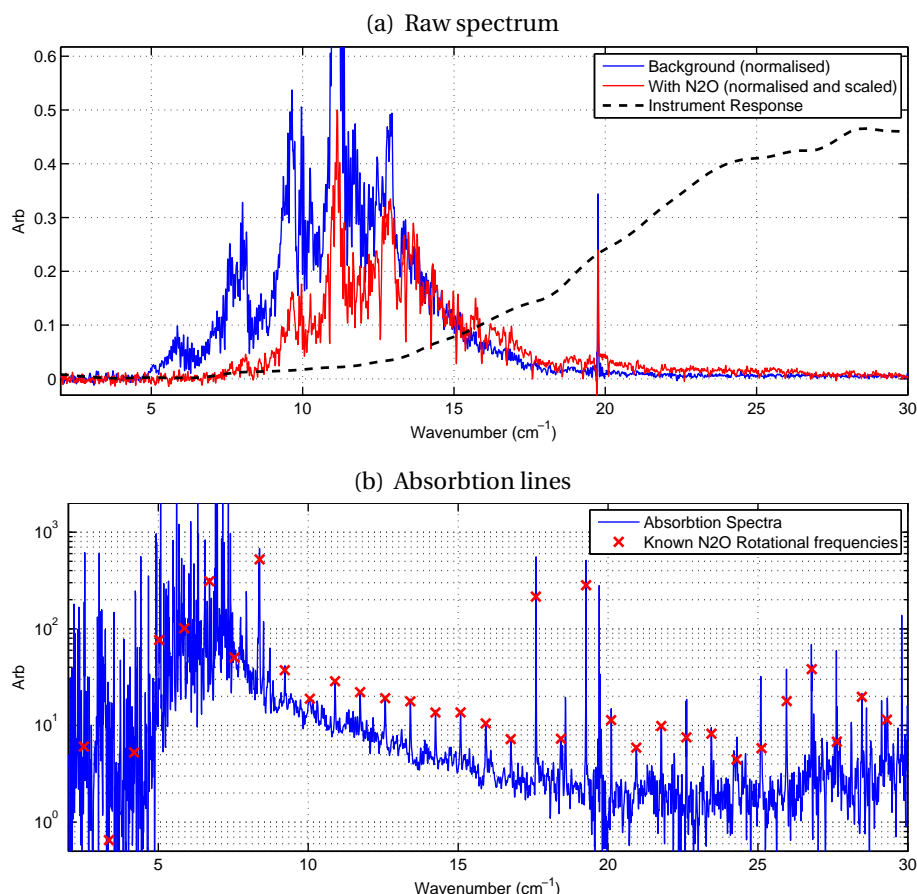 (a) Raw spectrum
0.6
0.5
0.4
0.3
0.2
0.1
0
Arb
Background (normalised)
With N2O (normalised and scaled)
Instrument Response
5 10 15 20 25 30
Wavenumber (cm⁻¹)
(b) Absorbtion lines
10³
10²
10¹
10⁰
Arb
Absorbtion Spectra
Known N2O Rotational frequencies
5 10 15 20 25 30
Wavenumber (cm⁻¹)